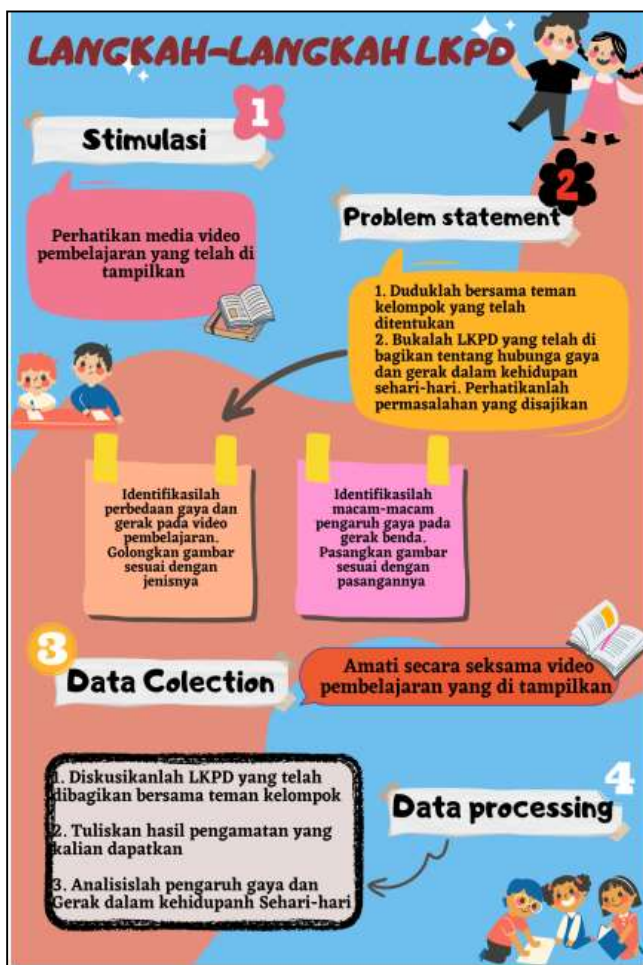 LANGKAH-LANGKAH LKPD
1
Stimulasi
Perhatikan media video
pembelajaran yang telah di
tampilkan
2
Problem statement
1. Duduklah bersama teman
kelompok yang telah
ditentukan
2. Bukalah LKPD yang telah di
bagikan tentang hubunga gaya
dan gerak dalam kehidupan
sehari-hari. Perhatikanlah
permasalahan yang disajikan
Identifikasilah
perbedaan gaya dan
gerak pada video
pembelajaran.
Golongkan gambar
sesuai dengan
jenisnya
Identifikasilah
macam-macam
pengaruh gaya pada
gerak benda.
Pasangkan gambar
sesuai dengan
pasangannya
3
Data Colection
Amati secara seksama video
pembelajaran yang di tampilkan
4
Data processing
1. Diskusikanlah LKPD yang telah
dibagikan bersama teman kelompok
2. Tuliskan hasil pengamatan yang
kalian dapatkan
3. Analisislah pengaruh gaya dan
Gerak dalam kehidupanh Sehari-hari